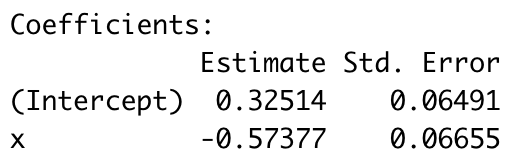 Coefficients:
Estimate Std. Error
(Intercept) 0.32514 0.06491
x -0.57377 0.06655